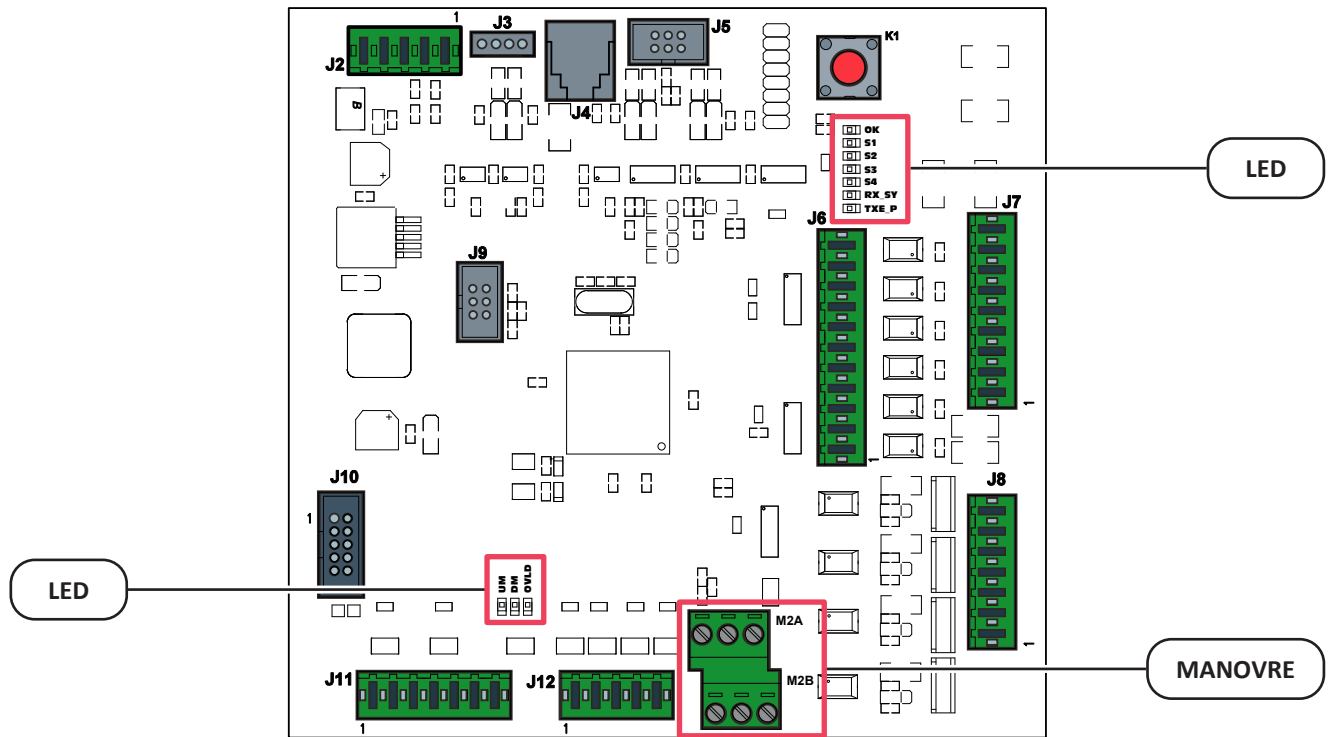 1
J3
J5
K1
J2
B
J4
+
OK
S1
S2
S3
S4
RX_SY
TXE_P
LED
J6
J7
J9
+
1
1
J10
J8
1
UM
DM
OVLD
LED
M2A
1
M2B
MANOVRE
J11
J12
1
1